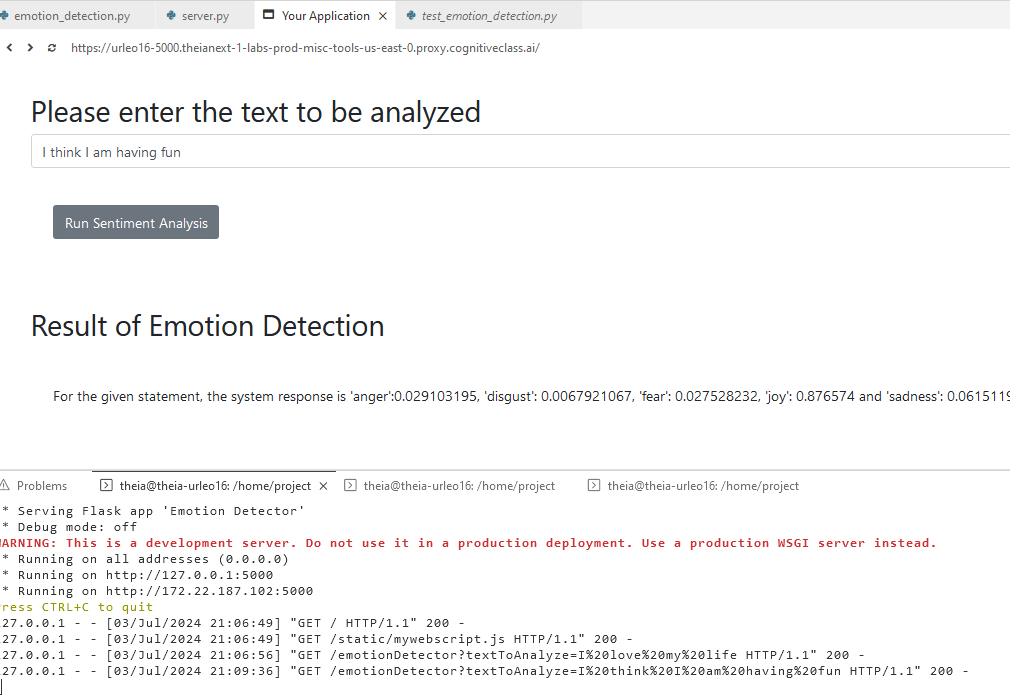 emotion_detection.py server.py Your Application test_emotion_detection.py
https://urleo16-5000.theianext-1-labs-prod-misc-tools-us-east-0.proxy.cognitiveclass.ai/
Please enter the text to be analyzed
I think I am having fun
Run Sentiment Analysis
Result of Emotion Detection
For the given statement, the system response is 'anger':0.029103195, 'disgust': 0.0067921067, 'fear': 0.027528232, 'joy': 0.876574 and 'sadness': 0.0615119
Problems theia@theia-urleo16: /home/project theia@theia-urleo16: /home/project theia@theia-urleo16: /home/project
* Serving Flask app 'Emotion Detector'
* Debug mode: off
WARNING: This is a development server. Do not use it in a production deployment. Use a production WSGI server instead.
* Running on all addresses (0.0.0.0)
* Running on http://127.0.0.1:5000
* Running on http://172.22.187.102:5000
ress CTRL+C to quit
27.0.0.1 - - [03/Jul/2024 21:06:49] "GET / HTTP/1.1" 200 -
27.0.0.1 - - [03/Jul/2024 21:06:49] "GET /static/mywebscript.js HTTP/1.1" 200 -
27.0.0.1 - - [03/Jul/2024 21:06:56] "GET /emotionDetector?textToAnalyze=I%20love%20my%20life HTTP/1.1" 200 -
27.0.0.1 - - [03/Jul/2024 21:09:36] "GET /emotionDetector?textToAnalyze=I%20think%20I%20am%20having%20fun HTTP/1.1" 200 -